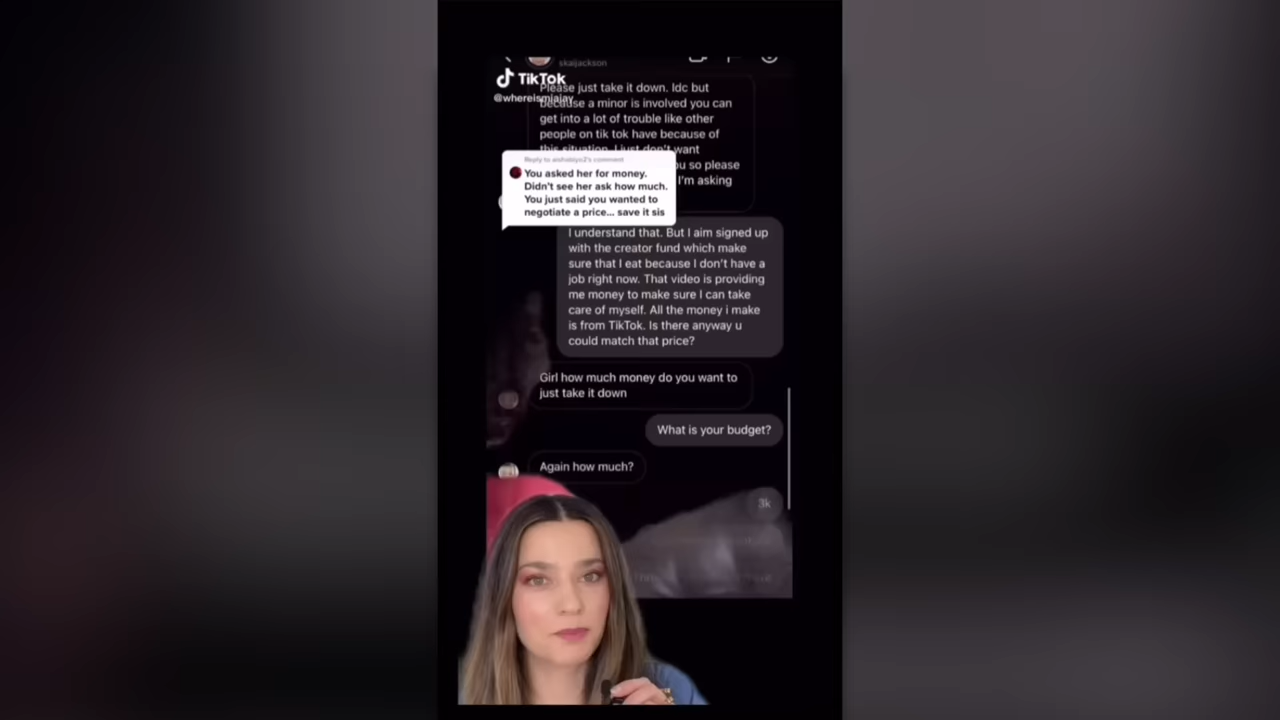 skaijackson
TikTok
@whereismiajay
Please just take it down. Idc but
because a minor is involved you can
get into a lot of trouble like other
people on tik tok have because of
this situation. I just don't want
u so please
I'm asking
Reply to aishabiyo2's comment
You asked her for money.
Didn't see her ask how much.
You just said you wanted to
negotiate a price... save it sis
I understand that. But I aim signed up
with the creator fund which make
sure that I eat because I don't have a
job right now. That video is providing
me money to make sure I can take
care of myself. All the money i make
is from TikTok. Is there anyway u
could match that price?
Girl how much money do you want to
just take it down
What is your budget?
Again how much?
3k